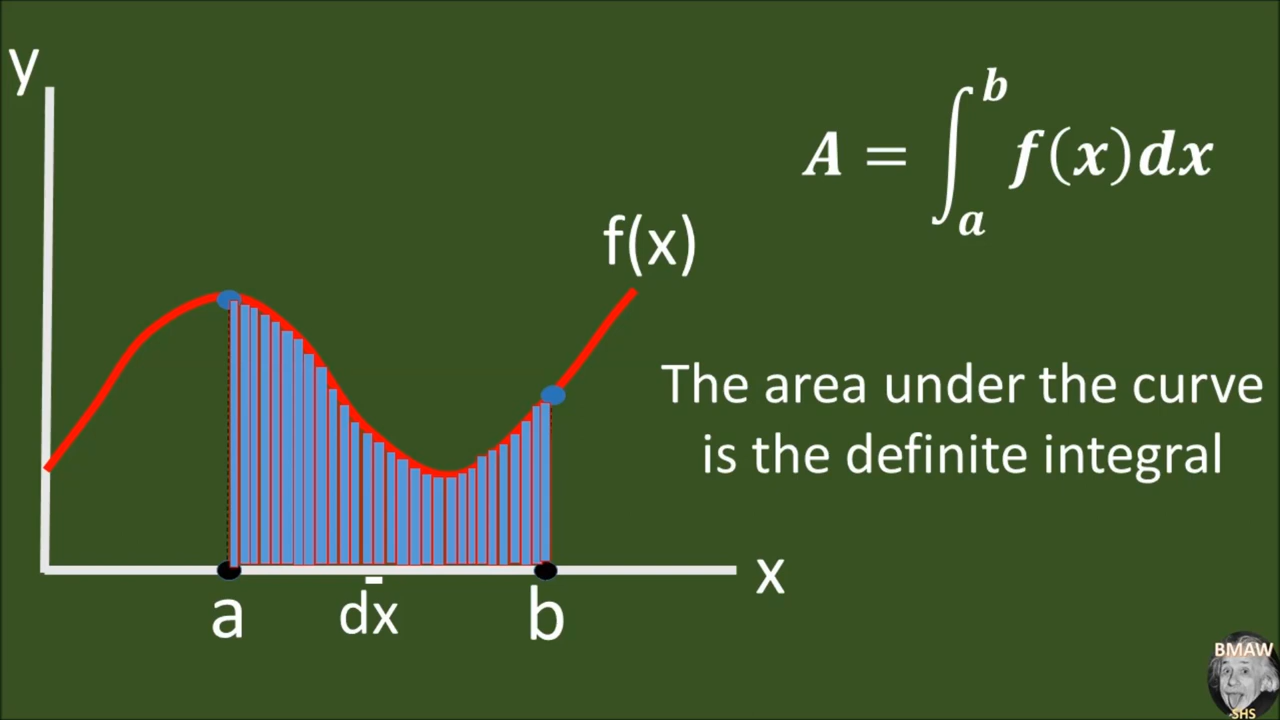 y
A = ∫_a^b f(x)dx
f(x)
The area under the curve
is the definite integral
x
a dx b
BMAW
SHS